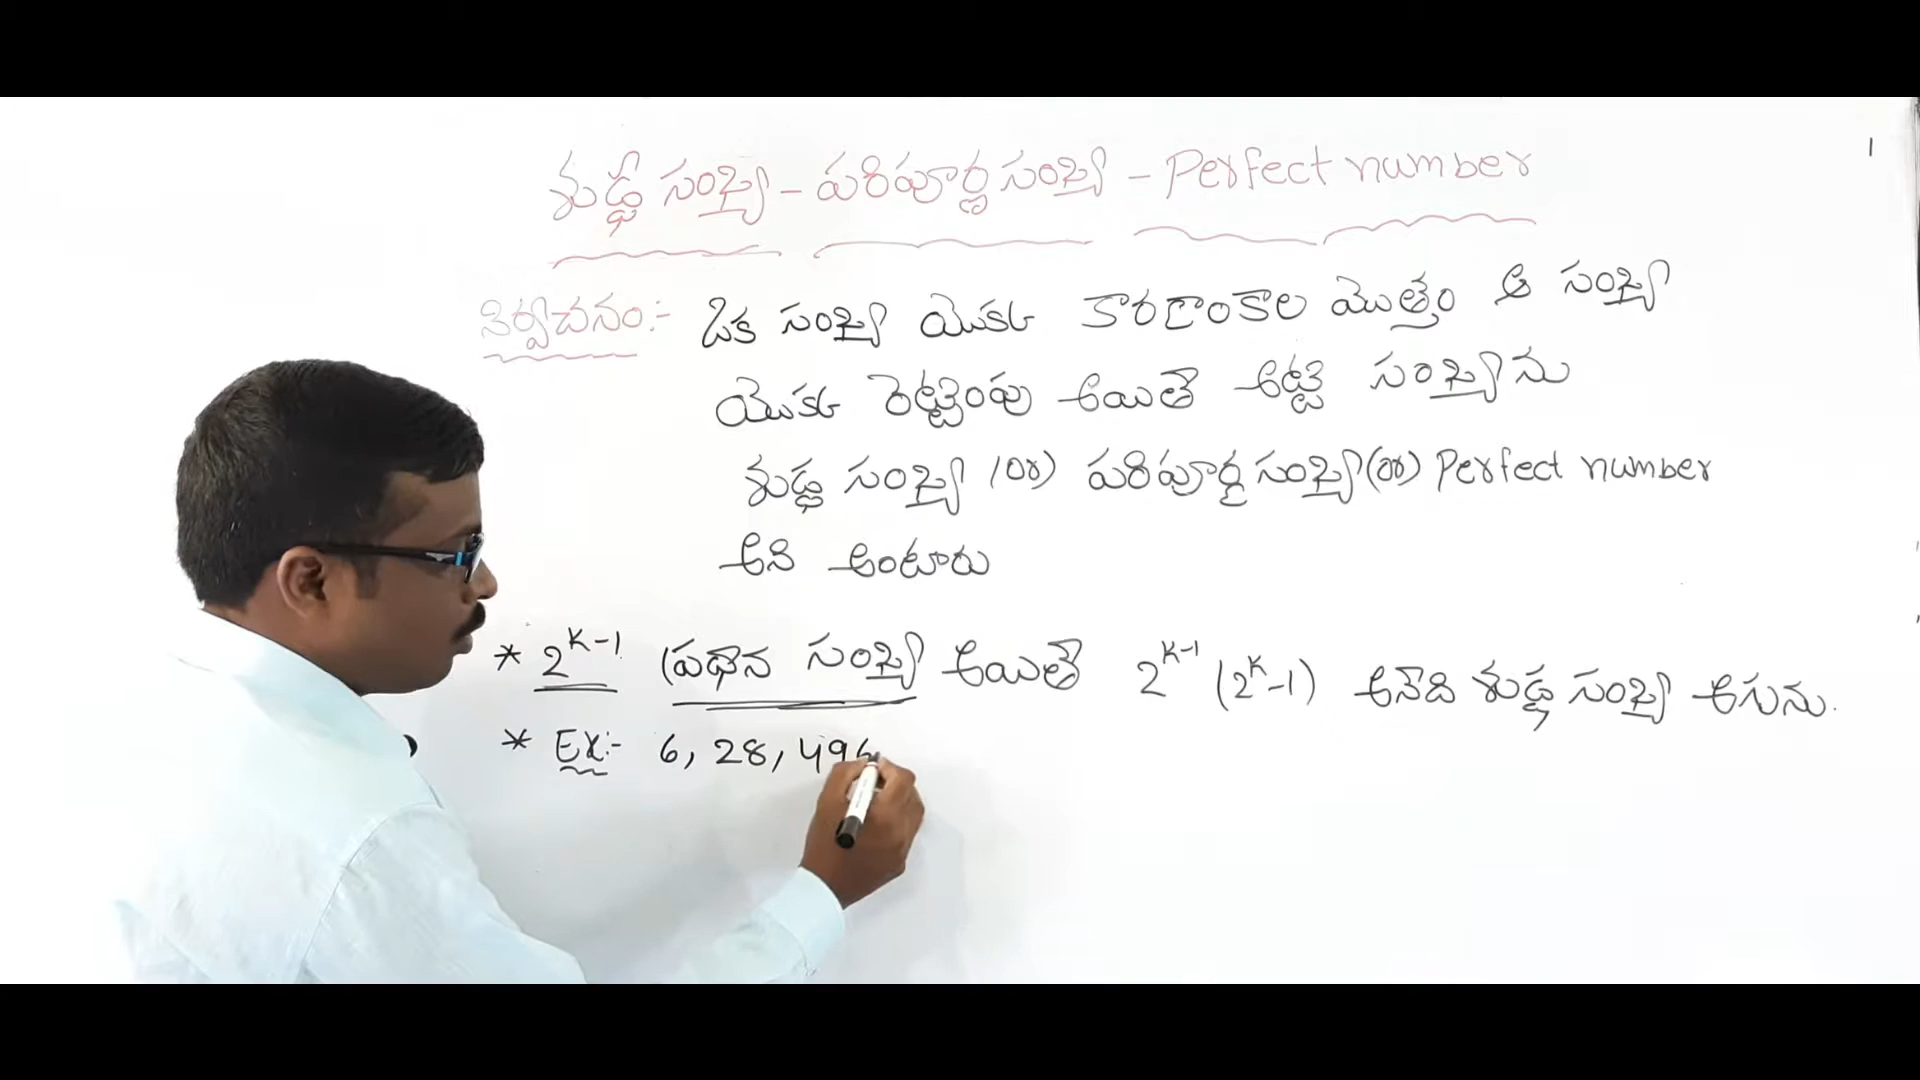 శుద్ధ సంఖ్య - పరిపూర్ణ సంఖ్య - Perfect number
1
నిర్వచనం:- ఒక సంఖ్య యొక్క కారణాంకాల మొత్తం ఆ సంఖ్య
యొక్క రెట్టింపు అయితే అట్టి సంఖ్యను
శుద్ధ సంఖ్య (or) పరిపూర్ణ సంఖ్య (or) Perfect number
అని అంటారు
* 2^K-1 ప్రధాన సంఖ్య అయితే 2^K-1 (2^K-1) అనేది శుద్ధ సంఖ్య అగును.
* Ex:- 6, 28, 496